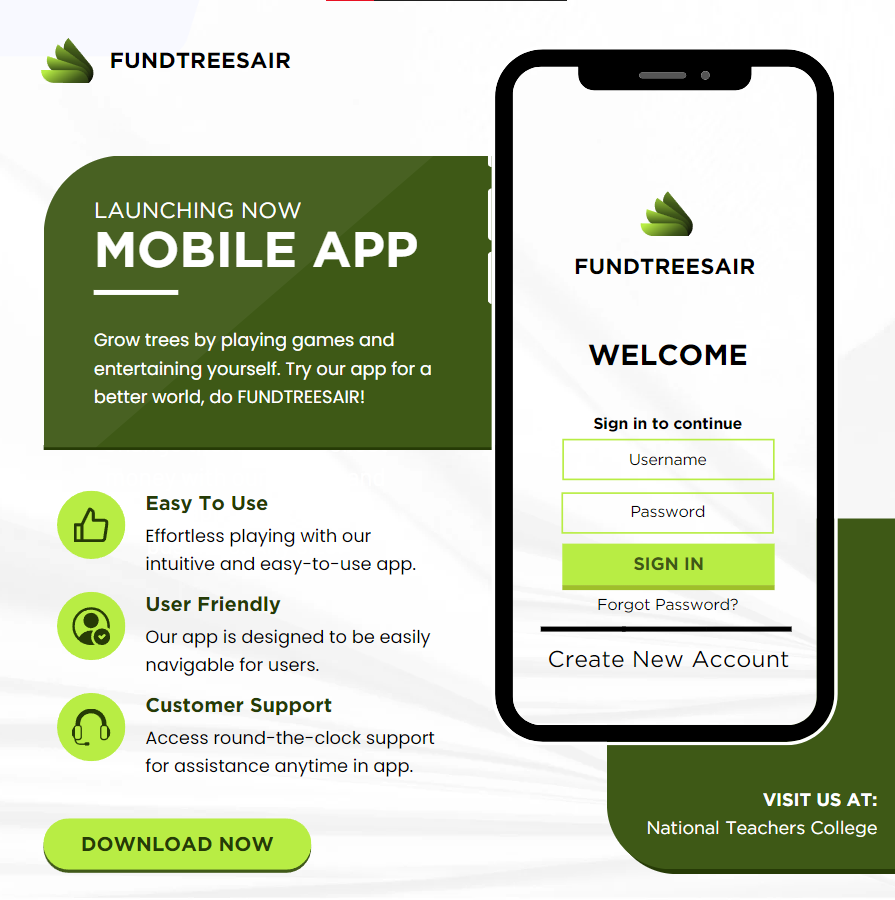 FUNDTREESAIR
LAUNCHING NOW
MOBILE APP
Grow trees by playing games and
entertaining yourself. Try our app for a
better world, do FUNDTREESAIR!
Easy To Use
Effortless playing with our
intuitive and easy-to-use app.
User Friendly
Our app is designed to be easily
navigable for users.
Customer Support
Access round-the-clock support
for assistance anytime in app.
DOWNLOAD NOW
FUNDTREESAIR
WELCOME
Sign in to continue
Username
Password
SIGN IN
Forgot Password?
Create New Account
VISIT US AT:
National Teachers College